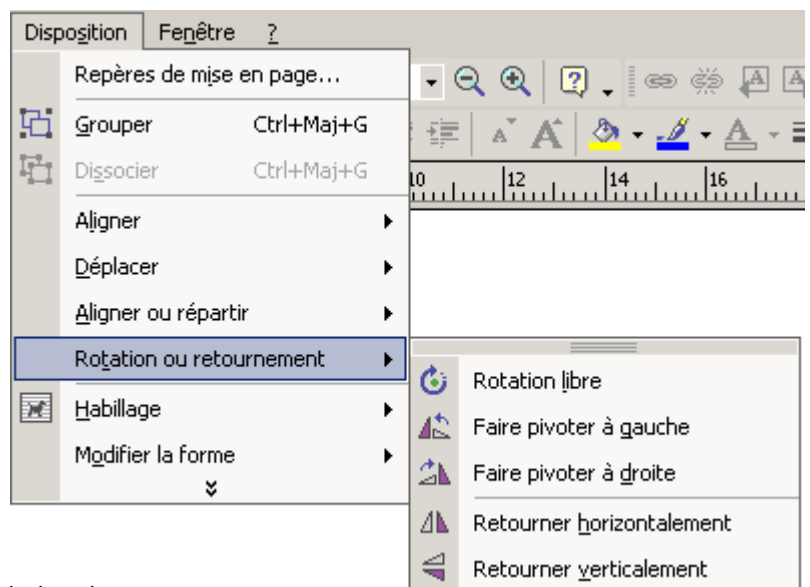 Disposition Fenêtre ?
Repères de mise en page...
Grouper Ctrl+Maj+G
Dissocier Ctrl+Maj+G
10 12 14 16
Aligner
Déplacer
Aligner ou répartir
Rotation ou retournement
Rotation libre
Habillage
Faire pivoter à gauche
Modifier la forme
Faire pivoter à droite
Retourner horizontalement
Retourner verticalement